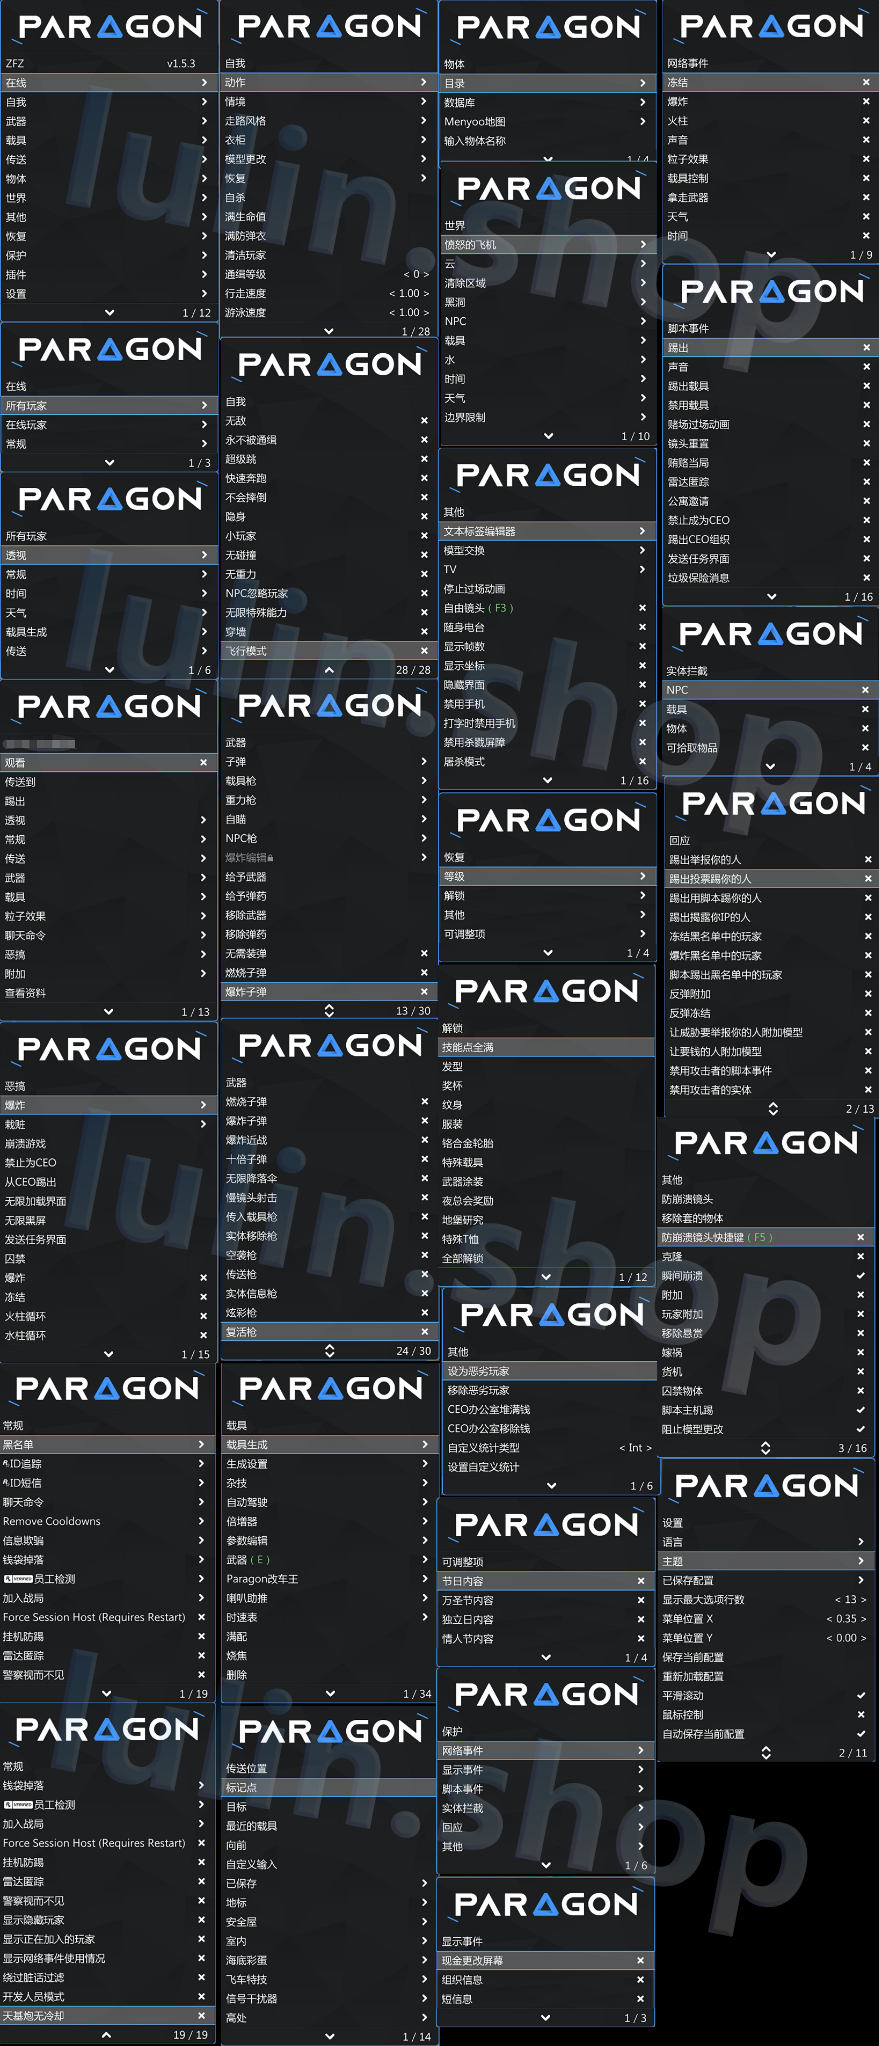 PARAGON
ZFZ v1.5.3
在线
自我
武器
载具
传送
物体
世界
其他
恢复
保护
插件
设置
1 / 12
PARAGON
在线
所有玩家
在线玩家
常规
1 / 3
PARAGON
所有玩家
透视
常规
时间
天气
载具生成
传送
1 / 6
PARAGON
观看
传送到
踢出
透视
常规
传送
武器
载具
粒子效果
聊天命令
恶搞
附加
查看资料
1 / 13
PARAGON
恶搞
爆炸
栽赃
崩溃游戏
禁止为CEO
从CEO踢出
无限加载界面
无限黑屏
发送任务界面
囚禁
爆炸
冻结
火柱循环
水柱循环
1 / 15
PARAGON
常规
黑名单
R*ID追踪
R*ID短信
聊天命令
Remove Cooldowns
信息欺骗
钱袋掉落
R* VERIFIED 员工检测
加入战局
Force Session Host (Requires Restart)
挂机防踢
雷达匿踪
警察视而不见
1 / 19
PARAGON
常规
钱袋掉落
R* VERIFIED 员工检测
加入战局
Force Session Host (Requires Restart)
挂机防踢
雷达匿踪
警察视而不见
显示隐藏玩家
显示正在加入的玩家
显示网络事件使用情况
绕过脏话过滤
开发人员模式
天基炮无冷却
19 / 19
PARAGON
自我
动作
情境
走路风格
衣柜
模型更改
恢复
自杀
满生命值
满防弹衣
清洁玩家
通缉等级 < 0 >
行走速度 < 1.00 >
游泳速度 < 1.00 >
1 / 28
PARAGON
自我
无敌
永不被通缉
超级跳
快速奔跑
不会摔倒
隐身
小玩家
无碰撞
无重力
NPC忽略玩家
无限特殊能力
穿墙
飞行模式
28 / 28
PARAGON
武器
子弹
载具枪
重力枪
自瞄
NPC枪
爆炸编辑
给予武器
给予弹药
移除武器
移除弹药
无需装弹
燃烧子弹
爆炸子弹
13 / 30
PARAGON
武器
燃烧子弹
爆炸子弹
爆炸近战
十倍子弹
无限降落伞
慢镜头射击
传入载具枪
实体移除枪
空袭枪
传送枪
实体信息枪
炫彩枪
复活枪
24 / 30
PARAGON
载具
载具生成
生成设置
杂技
自动驾驶
倍增器
参数编辑
武器 ( E )
Paragon改车王
喇叭助推
时速表
满配
烧焦
删除
1 / 34
PARAGON
传送位置
标记点
目标
最近的载具
向前
自定义输入
已保存
地标
安全屋
室内
海底彩蛋
飞车特技
信号干扰器
高处
1 / 14
PARAGON
物体
目录
数据库
Menyoo地图
输入物体名称
1 / 4
PARAGON
世界
愤怒的飞机
云
清除区域
黑洞
NPC
载具
水
时间
天气
边界限制
1 / 10
PARAGON
其他
文本标签编辑器
模型交换
TV
停止过场动画
自由镜头 ( F3 )
随身电台
显示帧数
显示坐标
隐藏界面
禁用手机
打字时禁用手机
禁用杀戮屏障
屠杀模式
1 / 16
PARAGON
恢复
等级
解锁
其他
可调整项
1 / 4
PARAGON
解锁
技能点全满
发型
奖杯
纹身
服装
铬合金轮胎
特殊载具
武器涂装
夜总会奖励
地堡研究
特殊T恤
全部解锁
1 / 12
PARAGON
其他
设为恶劣玩家
移除恶劣玩家
CEO办公室堆满钱
CEO办公室移除钱
自定义统计类型 < Int >
设置自定义统计
1 / 6
PARAGON
可调整项
节日内容
万圣节内容
独立日内容
情人节内容
1 / 4
PARAGON
保护
网络事件
显示事件
脚本事件
实体拦截
回应
其他
1 / 6
PARAGON
显示事件
现金更改屏幕
组织信息
短信息
1 / 3
PARAGON
网络事件
冻结
爆炸
火柱
声音
粒子效果
载具控制
拿走武器
天气
时间
1 / 9
PARAGON
脚本事件
踢出
声音
踢出载具
禁用载具
赌场过场动画
镜头重置
贿赂当局
雷达匿踪
公寓邀请
禁止成为CEO
踢出CEO组织
发送任务界面
垃圾保险消息
1 / 16
PARAGON
实体拦截
NPC
载具
物体
可拾取物品
1 / 4
PARAGON
回应
踢出举报你的人
踢出投票踢你的人
踢出用脚本踢你的人
踢出揭露你IP的人
冻结黑名单中的玩家
爆炸黑名单中的玩家
脚本踢出黑名单中的玩家
反弹附加
反弹冻结
让威胁要举报你的人附加模型
让要钱的人附加模型
禁用攻击者的脚本事件
禁用攻击者的实体
2 / 13
PARAGON
其他
防崩溃镜头
移除套的物体
防崩溃镜头快捷键 ( F5 )
克隆
瞬间崩溃
附加
玩家附加
移除悬赏
嫁祸
货机
囚禁物体
脚本主机踢
阻止模型更改
3 / 16
PARAGON
设置
语言
主题
已保存配置
显示最大选项行数 < 13 >
菜单位置 X < 0.35 >
菜单位置 Y < 0.00 >
保存当前配置
重新加载配置
平滑滚动
鼠标控制
自动保存当前配置
2 / 11
lulin.shop
lulin.shop
lulin.shop
lulin.shop